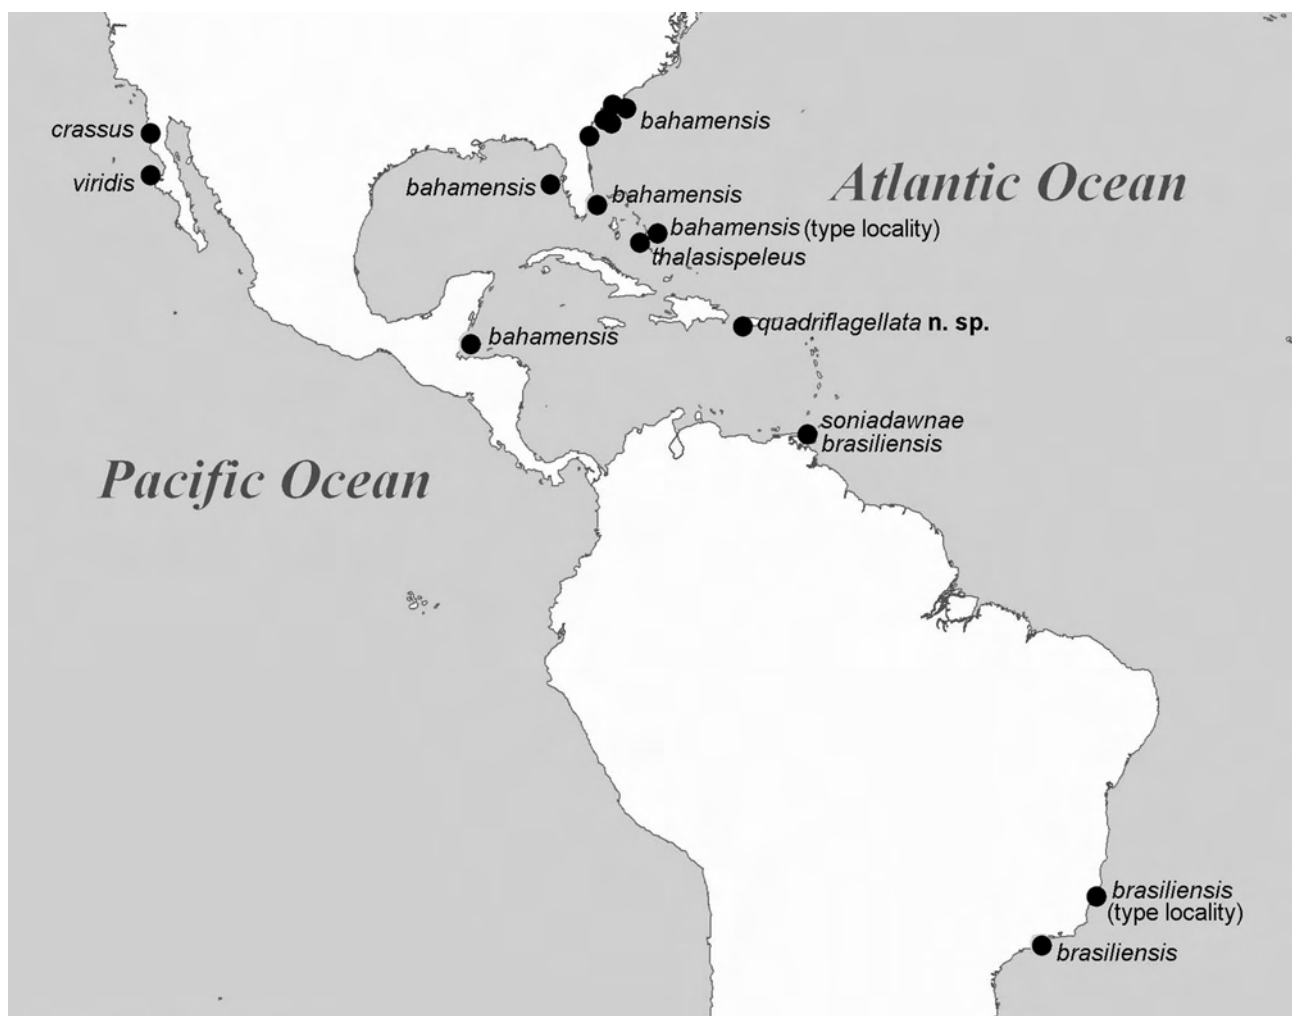 crassus
bahamensis
viridis
bahamensis
Atlantic Ocean
bahamensis
bahamensis (type locality)
thalasispeleus
quadriflagellata n. sp.
bahamensis
soniadawnae
brasiliensis
Pacific Ocean
brasiliensis
(type locality)
brasiliensis